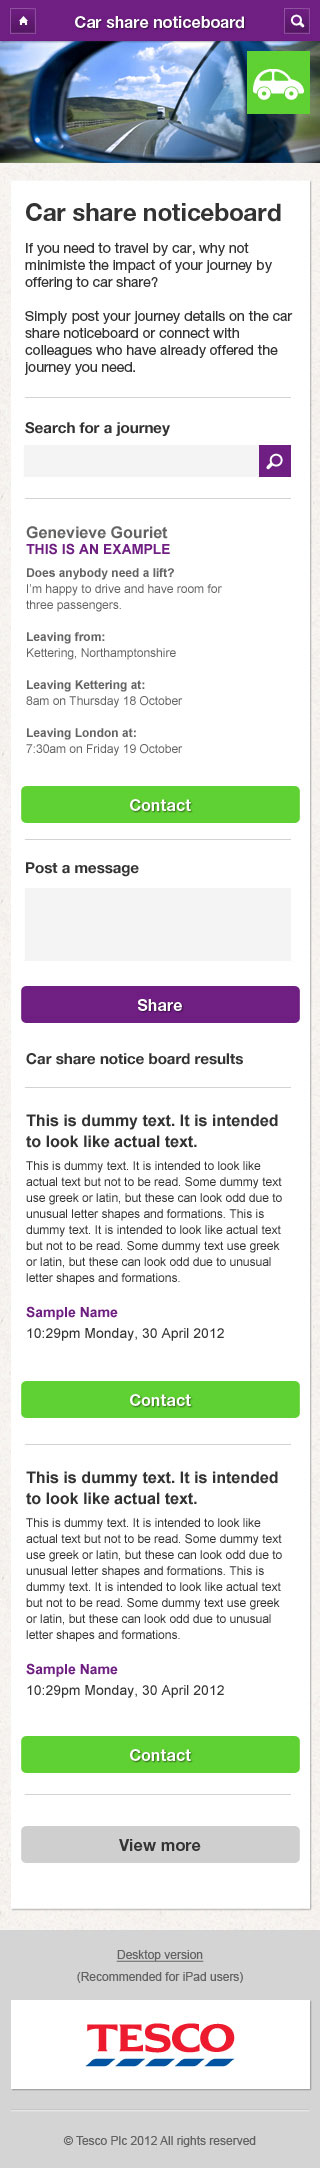 Car share noticeboard
Car share noticeboard
If you need to travel by car, why not
minimiste the impact of your journey by
offering to car share?
Simply post your journey details on the car
share noticeboard or connect with
colleagues who have already offered the
journey you need.
Search for a journey
Genevieve Gouriet
THIS IS AN EXAMPLE
Does anybody need a lift?
I'm happy to drive and have room for
three passengers.
Leaving from:
Kettering, Northamptonshire
Leaving Kettering at:
8am on Thursday 18 October
Leaving London at:
7:30am on Friday 19 October
Contact
Post a message
Share
Car share notice board results
This is dummy text. It is intended
to look like actual text.
This is dummy text. It is intended to look like
actual text but not to be read. Some dummy text
use greek or latin, but these can look odd due to
unusual letter shapes and formations. This is
dummy text. It is intended to look like actual text
but not to be read. Some dummy text use greek
or latin, but these can look odd due to unusual
letter shapes and formations.
Sample Name
10:29pm Monday, 30 April 2012
Contact
This is dummy text. It is intended
to look like actual text.
This is dummy text. It is intended to look like
actual text but not to be read. Some dummy text
use greek or latin, but these can look odd due to
unusual letter shapes and formations. This is
dummy text. It is intended to look like actual text
but not to be read. Some dummy text use greek
or latin, but these can look odd due to unusual
letter shapes and formations.
Sample Name
10:29pm Monday, 30 April 2012
Contact
View more
Desktop version
(Recommended for iPad users)
TESCO
© Tesco Plc 2012 All rights reserved